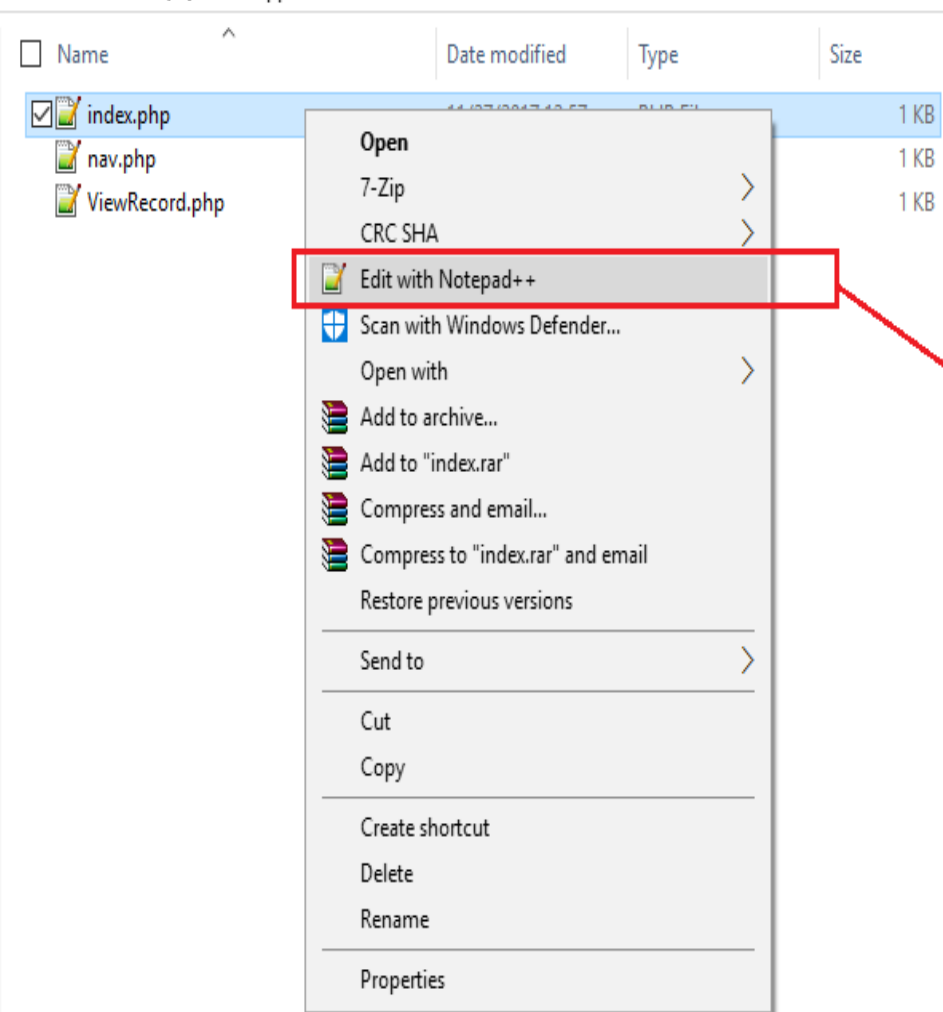 Name Date modified Type Size
index.php 1 KB
nav.php 1 KB
ViewRecord.php 1 KB
Open
7-Zip
CRC SHA
Edit with Notepad++
Scan with Windows Defender...
Open with
Add to archive...
Add to "index.rar"
Compress and email...
Compress to "index.rar" and email
Restore previous versions
Send to
Cut
Copy
Create shortcut
Delete
Rename
Properties